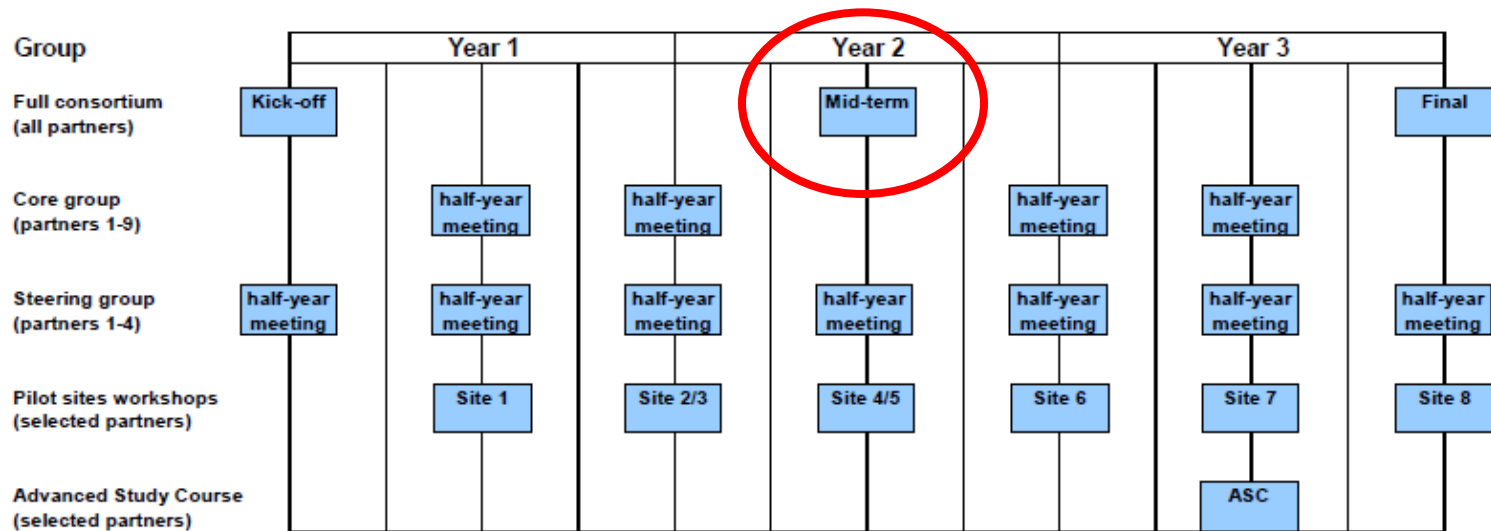 Group Year 1 Year 2 Year 3
Full consortium
(all partners)
Kick-off Mid-term Final
Core group
(partners 1-9)
half-year half-year half-year half-year
meeting meeting meeting meeting
Steering group
(partners 1-4)
half-year half-year half-year half-year half-year half-year half-year
meeting meeting meeting meeting meeting meeting meeting
Pilot sites workshops
(selected partners)
Site 1 Site 2/3 Site 4/5 Site 6 Site 7 Site 8
Advanced Study Course
(selected partners)
ASC